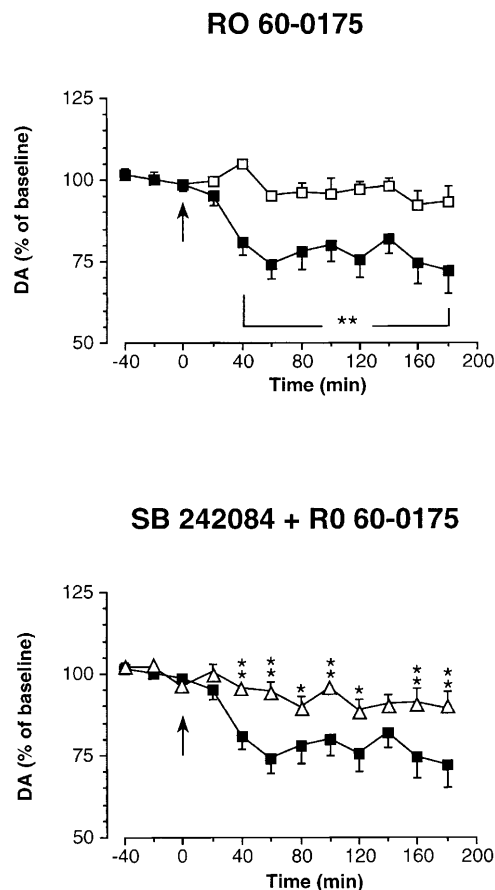 RO 60-0175
DA (% of baseline)
125
100
75
50
**
-40 0 40 80 120 160 200
Time (min)
SB 242084 + R0 60-0175
DA (% of baseline)
125
100
75
50
** ** * ** * ** **
-40 0 40 80 120 160 200
Time (min)